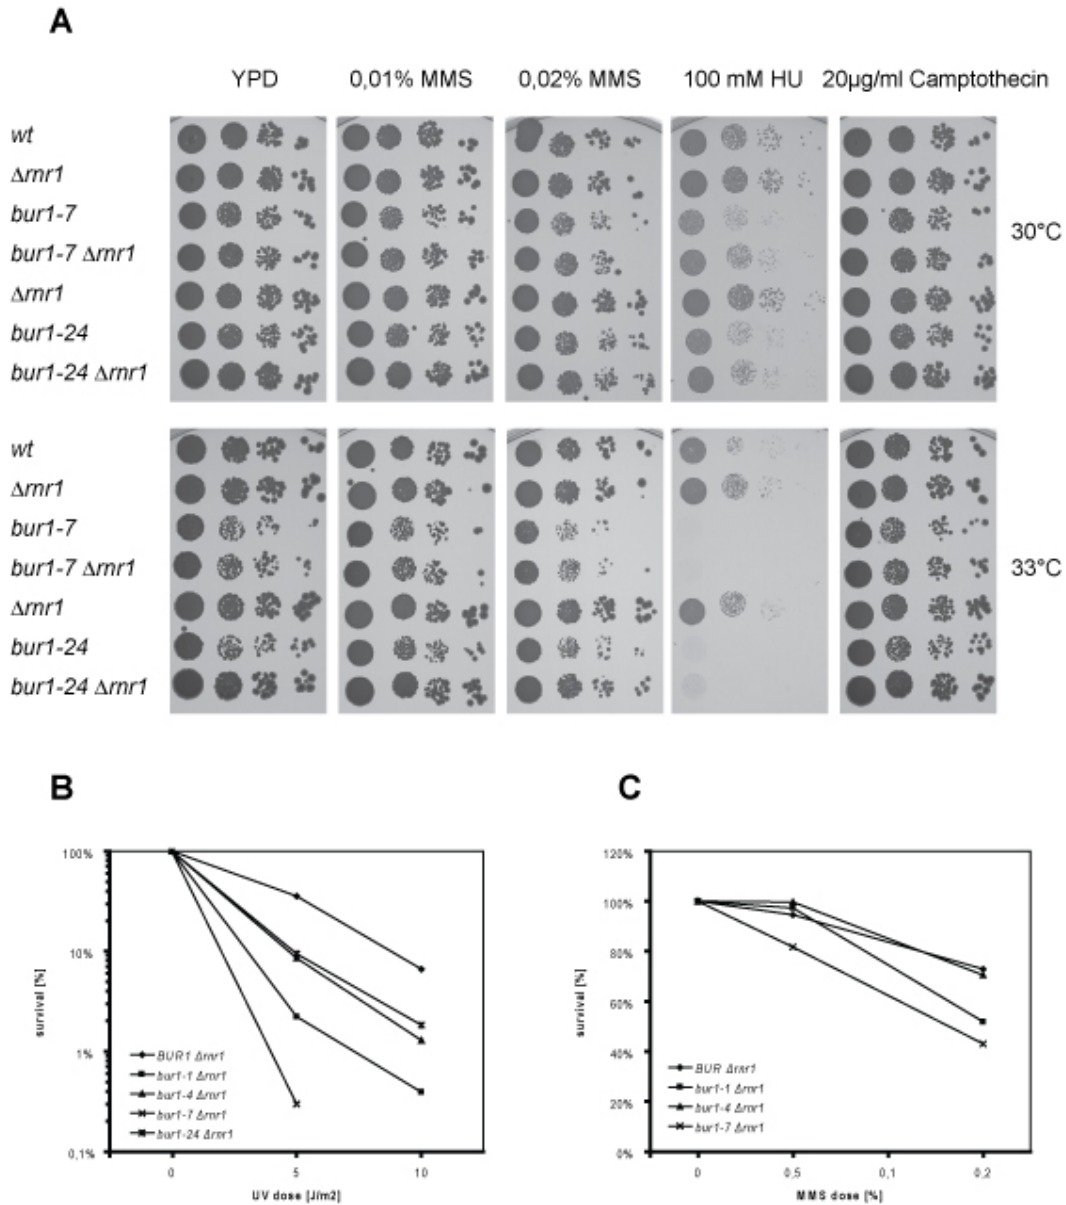 A
YPD 0,01% MMS 0,02% MMS 100 mM HU 20µg/ml Camptothecin
wt
Δrnr1
bur1-7
bur1-7 Δrnr1
Δrnr1
bur1-24
bur1-24 Δrnr1
30°C
wt
Δrnr1
bur1-7
bur1-7 Δrnr1
Δrnr1
bur1-24
bur1-24 Δrnr1
33°C
B
100%
10%
1%
0,1%
survival [%]
BUR1 Δrnr1
bur1-1 Δrnr1
bur1-4 Δrnr1
bur1-7 Δrnr1
bur1-24 Δrnr1
0 5 10
UV dose [J/m2]
C
120%
100%
80%
60%
40%
20%
0%
survival [%]
BUR Δrnr1
bur1-1 Δrnr1
bur1-4 Δrnr1
bur1-7 Δrnr1
0 0,5 0,1 0,2
MMS dose [%]